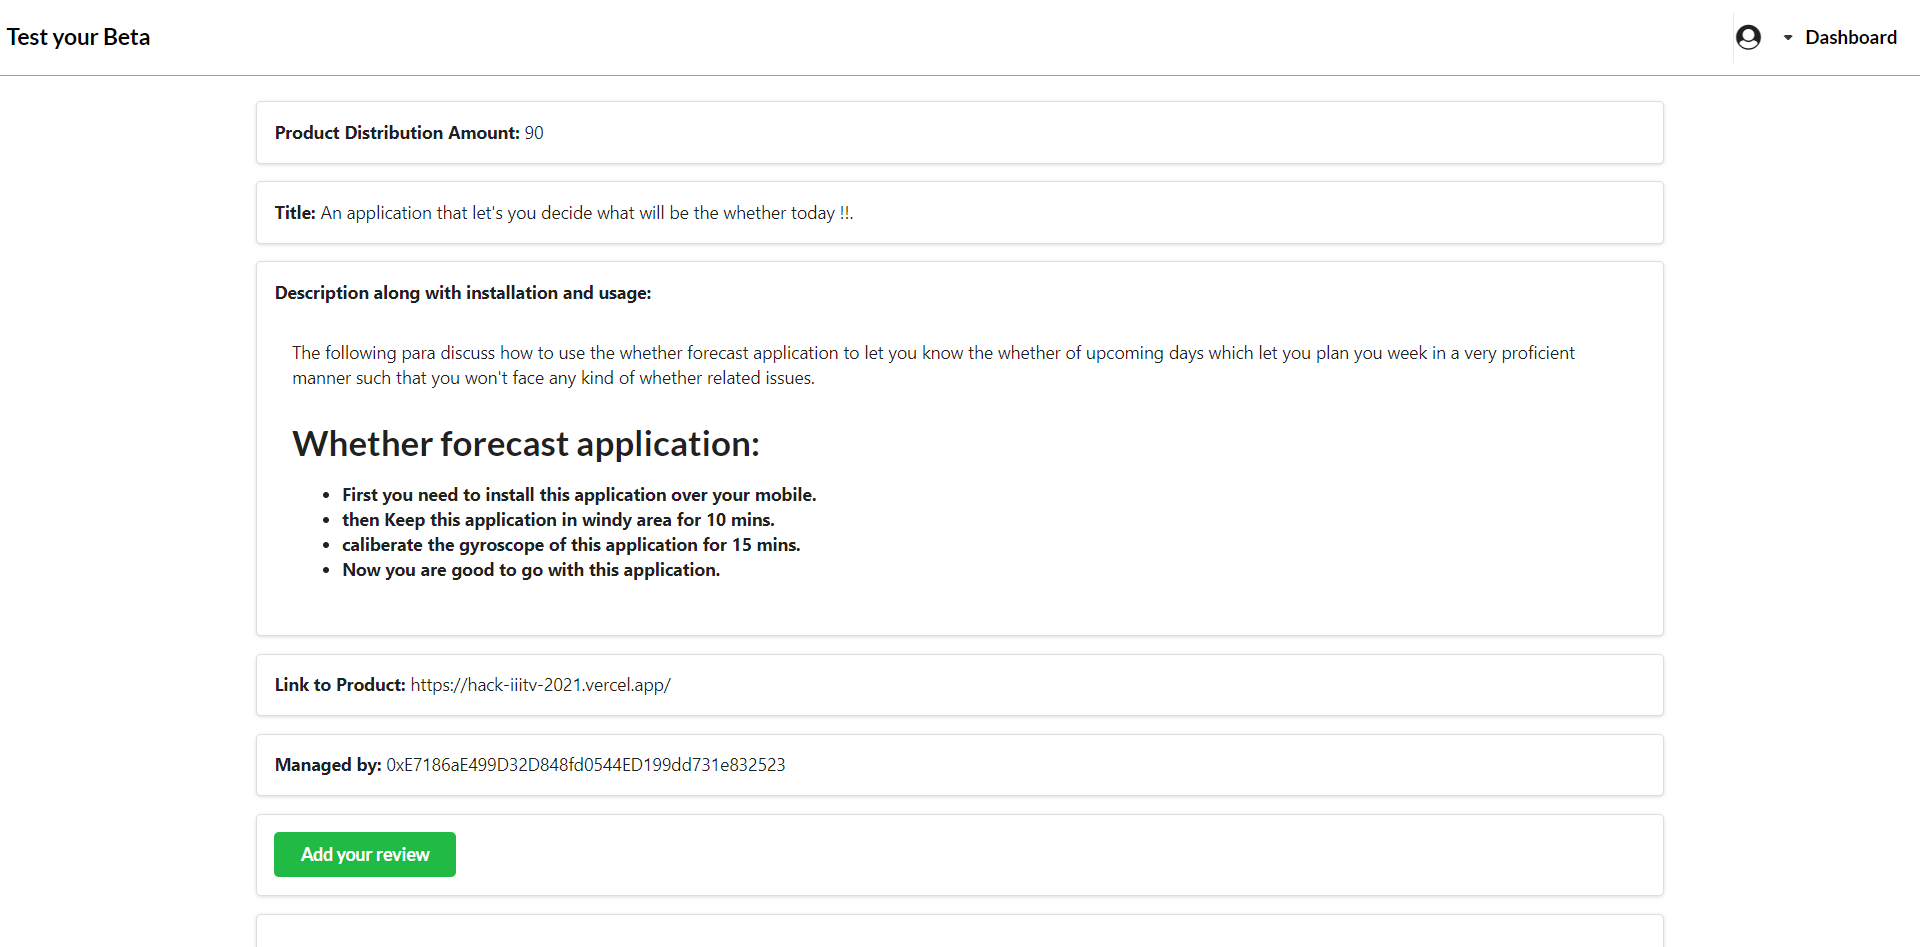 Test your Beta
Dashboard
Product Distribution Amount: 90
Title: An application that let's you decide what will be the whether today !!.
Description along with installation and usage:
The following para discuss how to use the whether forecast application to let you know the whether of upcoming days which let you plan you week in a very proficient
manner such that you won't face any kind of whether related issues.
Whether forecast application:
• First you need to install this application over your mobile.
• then Keep this application in windy area for 10 mins.
• caliberate the gyroscope of this application for 15 mins.
• Now you are good to go with this application.
Link to Product: https://hack-iiitv-2021.vercel.app/
Managed by: 0xE7186aE499D32D848fd0544ED199dd731e832523
Add your review